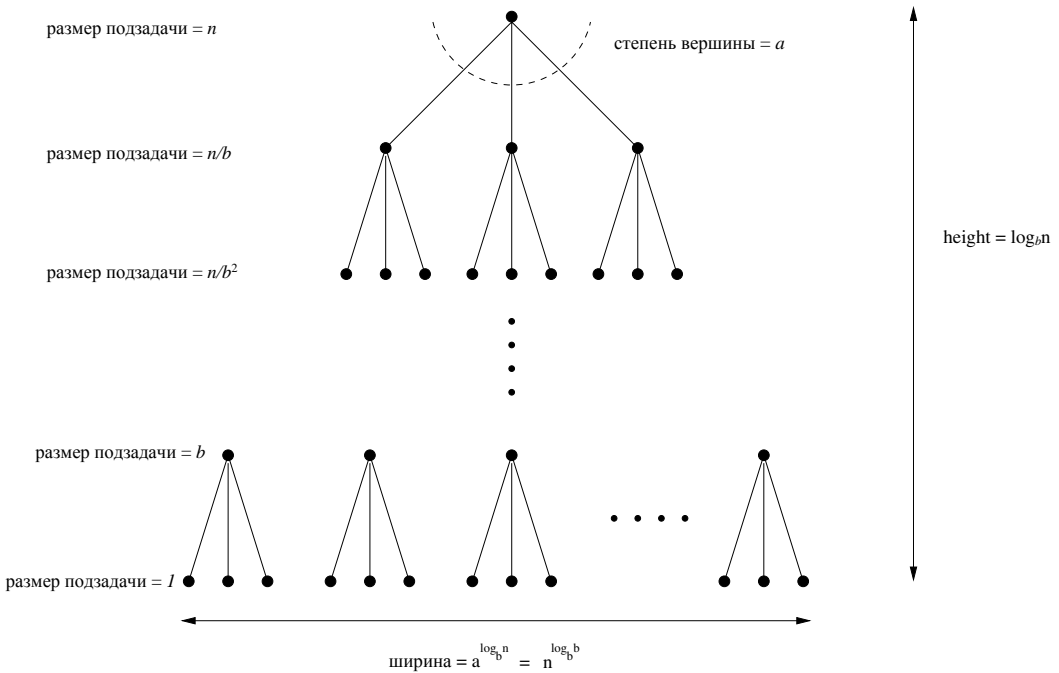 размер подзадачи = n
степень вершины = a
размер подзадачи = n/b
height = log_b n
размер подзадачи = n/b²
размер подзадачи = b
размер подзадачи = 1
ширина = a^{log_b n} = n^{log_b b}